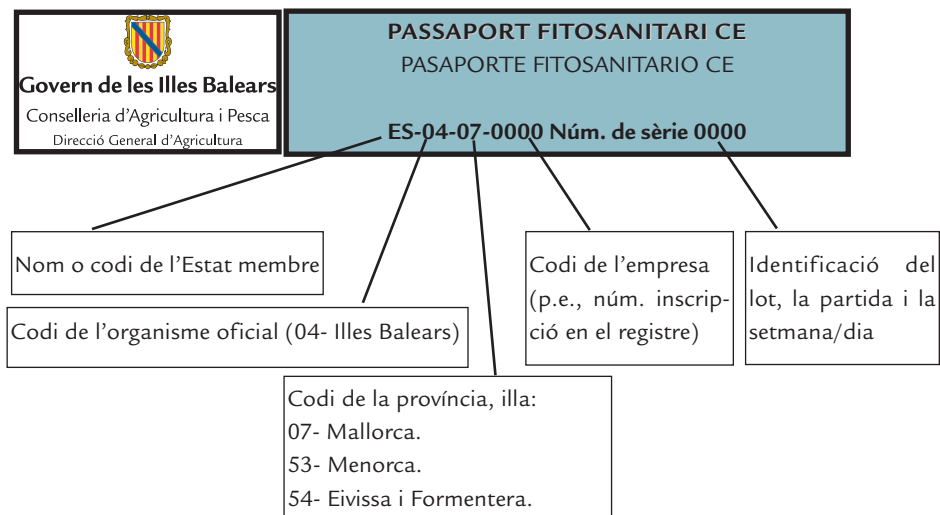 Govern de les Illes Balears
Conselleria d'Agricultura i Pesca
Direcció General d'Agricultura
PASSAPORT FITOSANITARI CE
PASAPORTE FITOSANITARIO CE
ES-04-07-0000 Núm. de sèrie 0000
Nom o codi de l'Estat membre
Codi de l'organisme oficial (04- Illes Balears)
Codi de la província, illa:
07- Mallorca.
53- Menorca.
54- Eivissa i Formentera.
Codi de l'empresa
(p.e., núm. inscrip-
ció en el registre)
Identificació del
lot, la partida i la
setmana/dia